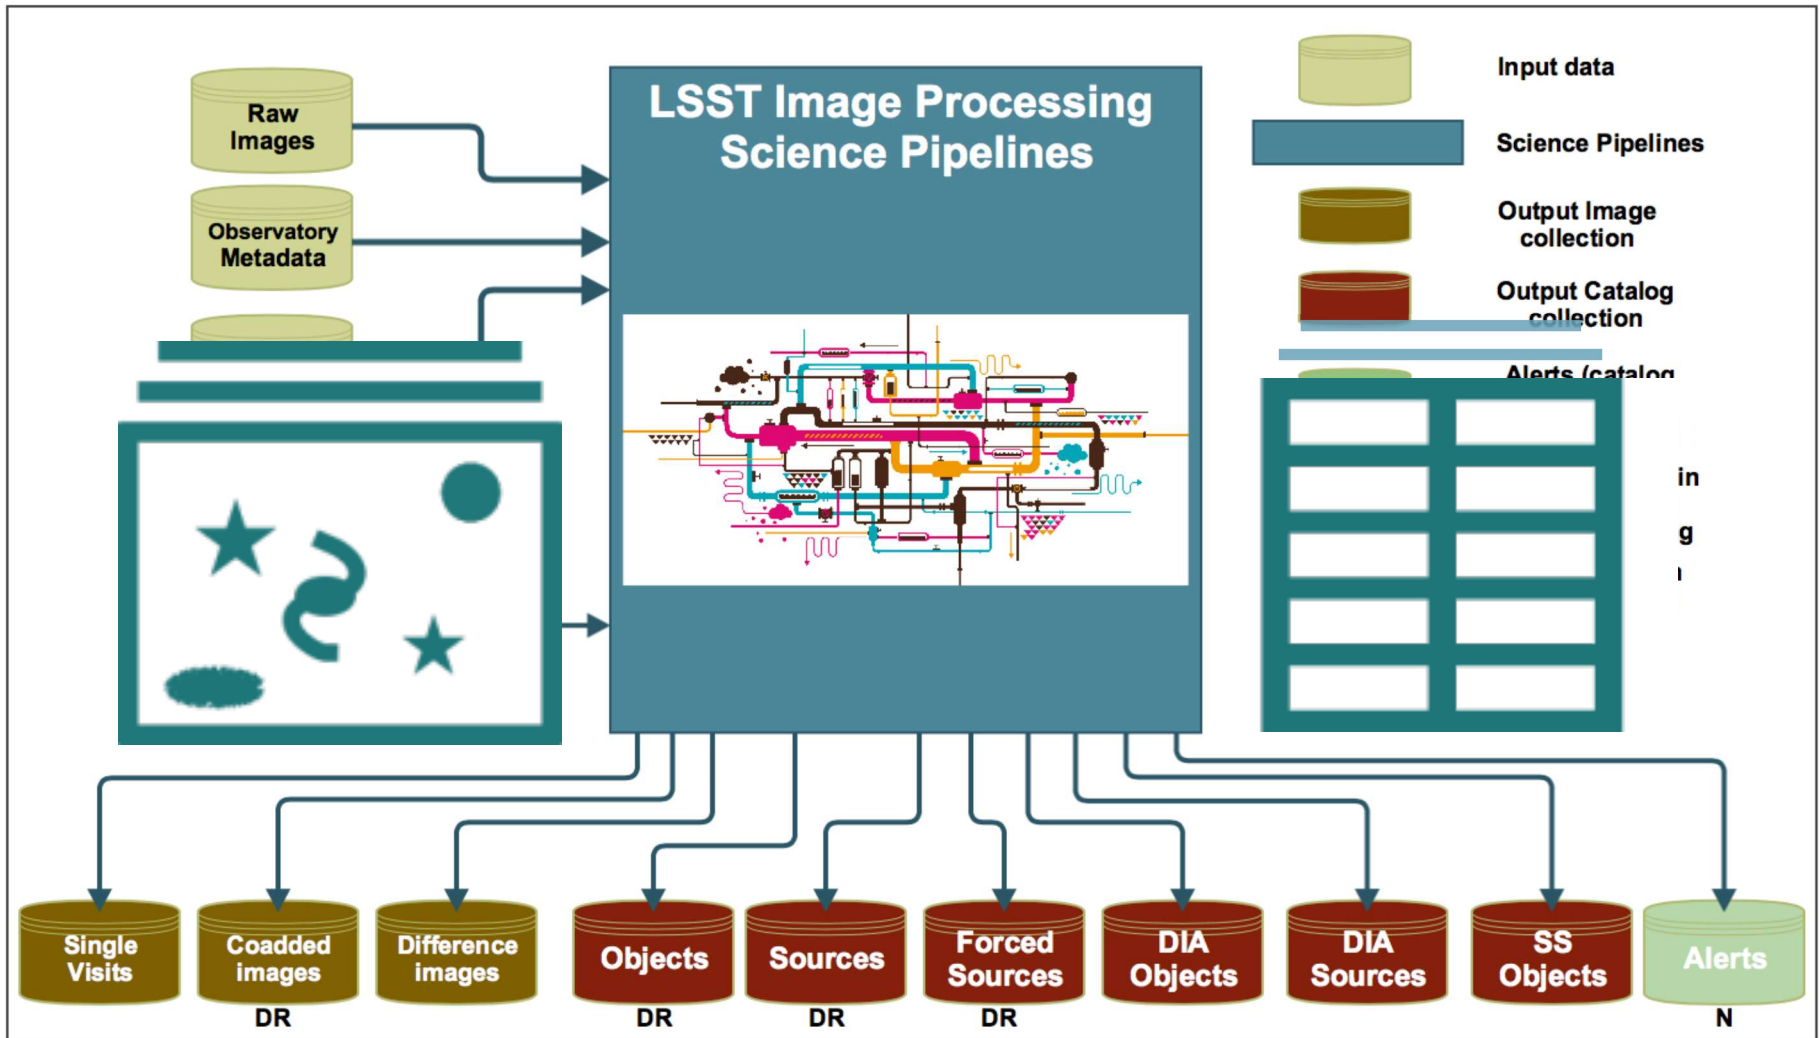 Raw
Images
Observatory
Metadata
LSST Image Processing
Science Pipelines
Input data
Science Pipelines
Output Image
collection
Output Catalog
collection
Alerts (catalog
in
g
Single
Visits
Coadded
images
DR
Difference
images
Objects
DR
Sources
DR
Forced
Sources
DR
DIA
Objects
DIA
Sources
SS
Objects
Alerts
N